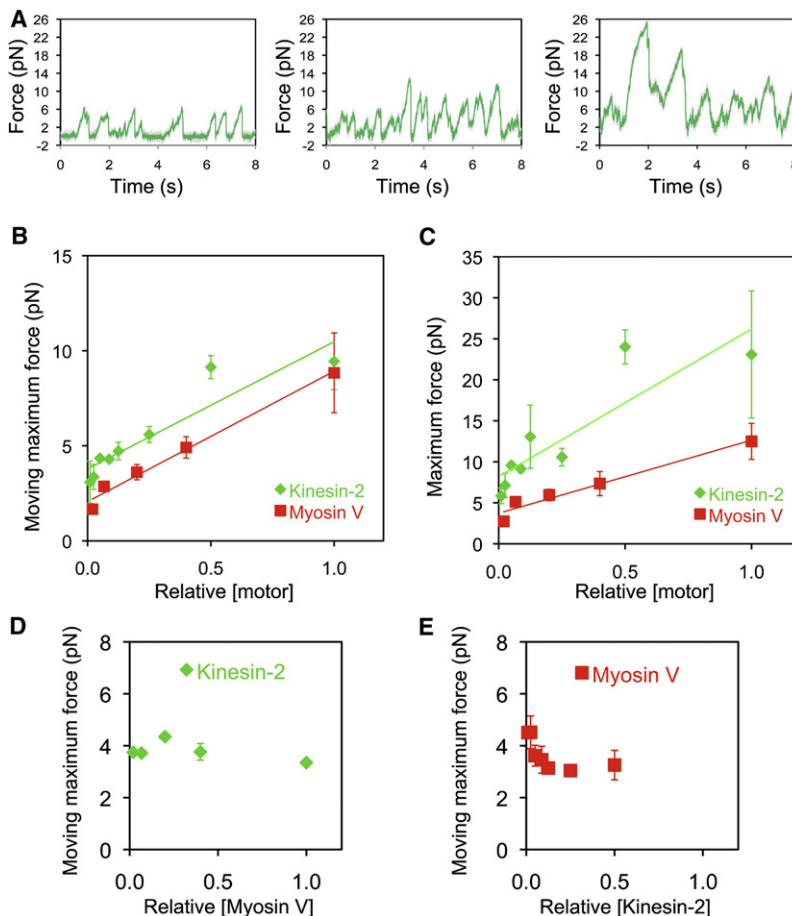 A
Force (pN)
26
22
18
14
10
6
2
-2
0 2 4 6 8
Time (s)
Force (pN)
26
22
18
14
10
6
2
-2
0 2 4 6 8
Time (s)
Force (pN)
26
22
18
14
10
6
2
-2
0 2 4 6 8
Time (s)
B
Moving maximum force (pN)
15
10
5
0
0.0 0.5 1.0
Relative [motor]
Kinesin-2
Myosin V
C
Maximum force (pN)
35
30
25
20
15
10
5
0
0.0 0.5 1.0
Relative [motor]
Kinesin-2
Myosin V
D
Moving maximum force (pN)
8
6
4
2
0
0.0 0.5 1.0
Relative [Myosin V]
Kinesin-2
E
Moving maximum force (pN)
8
6
4
2
0
0.0 0.5 1.0
Relative [Kinesin-2]
Myosin V